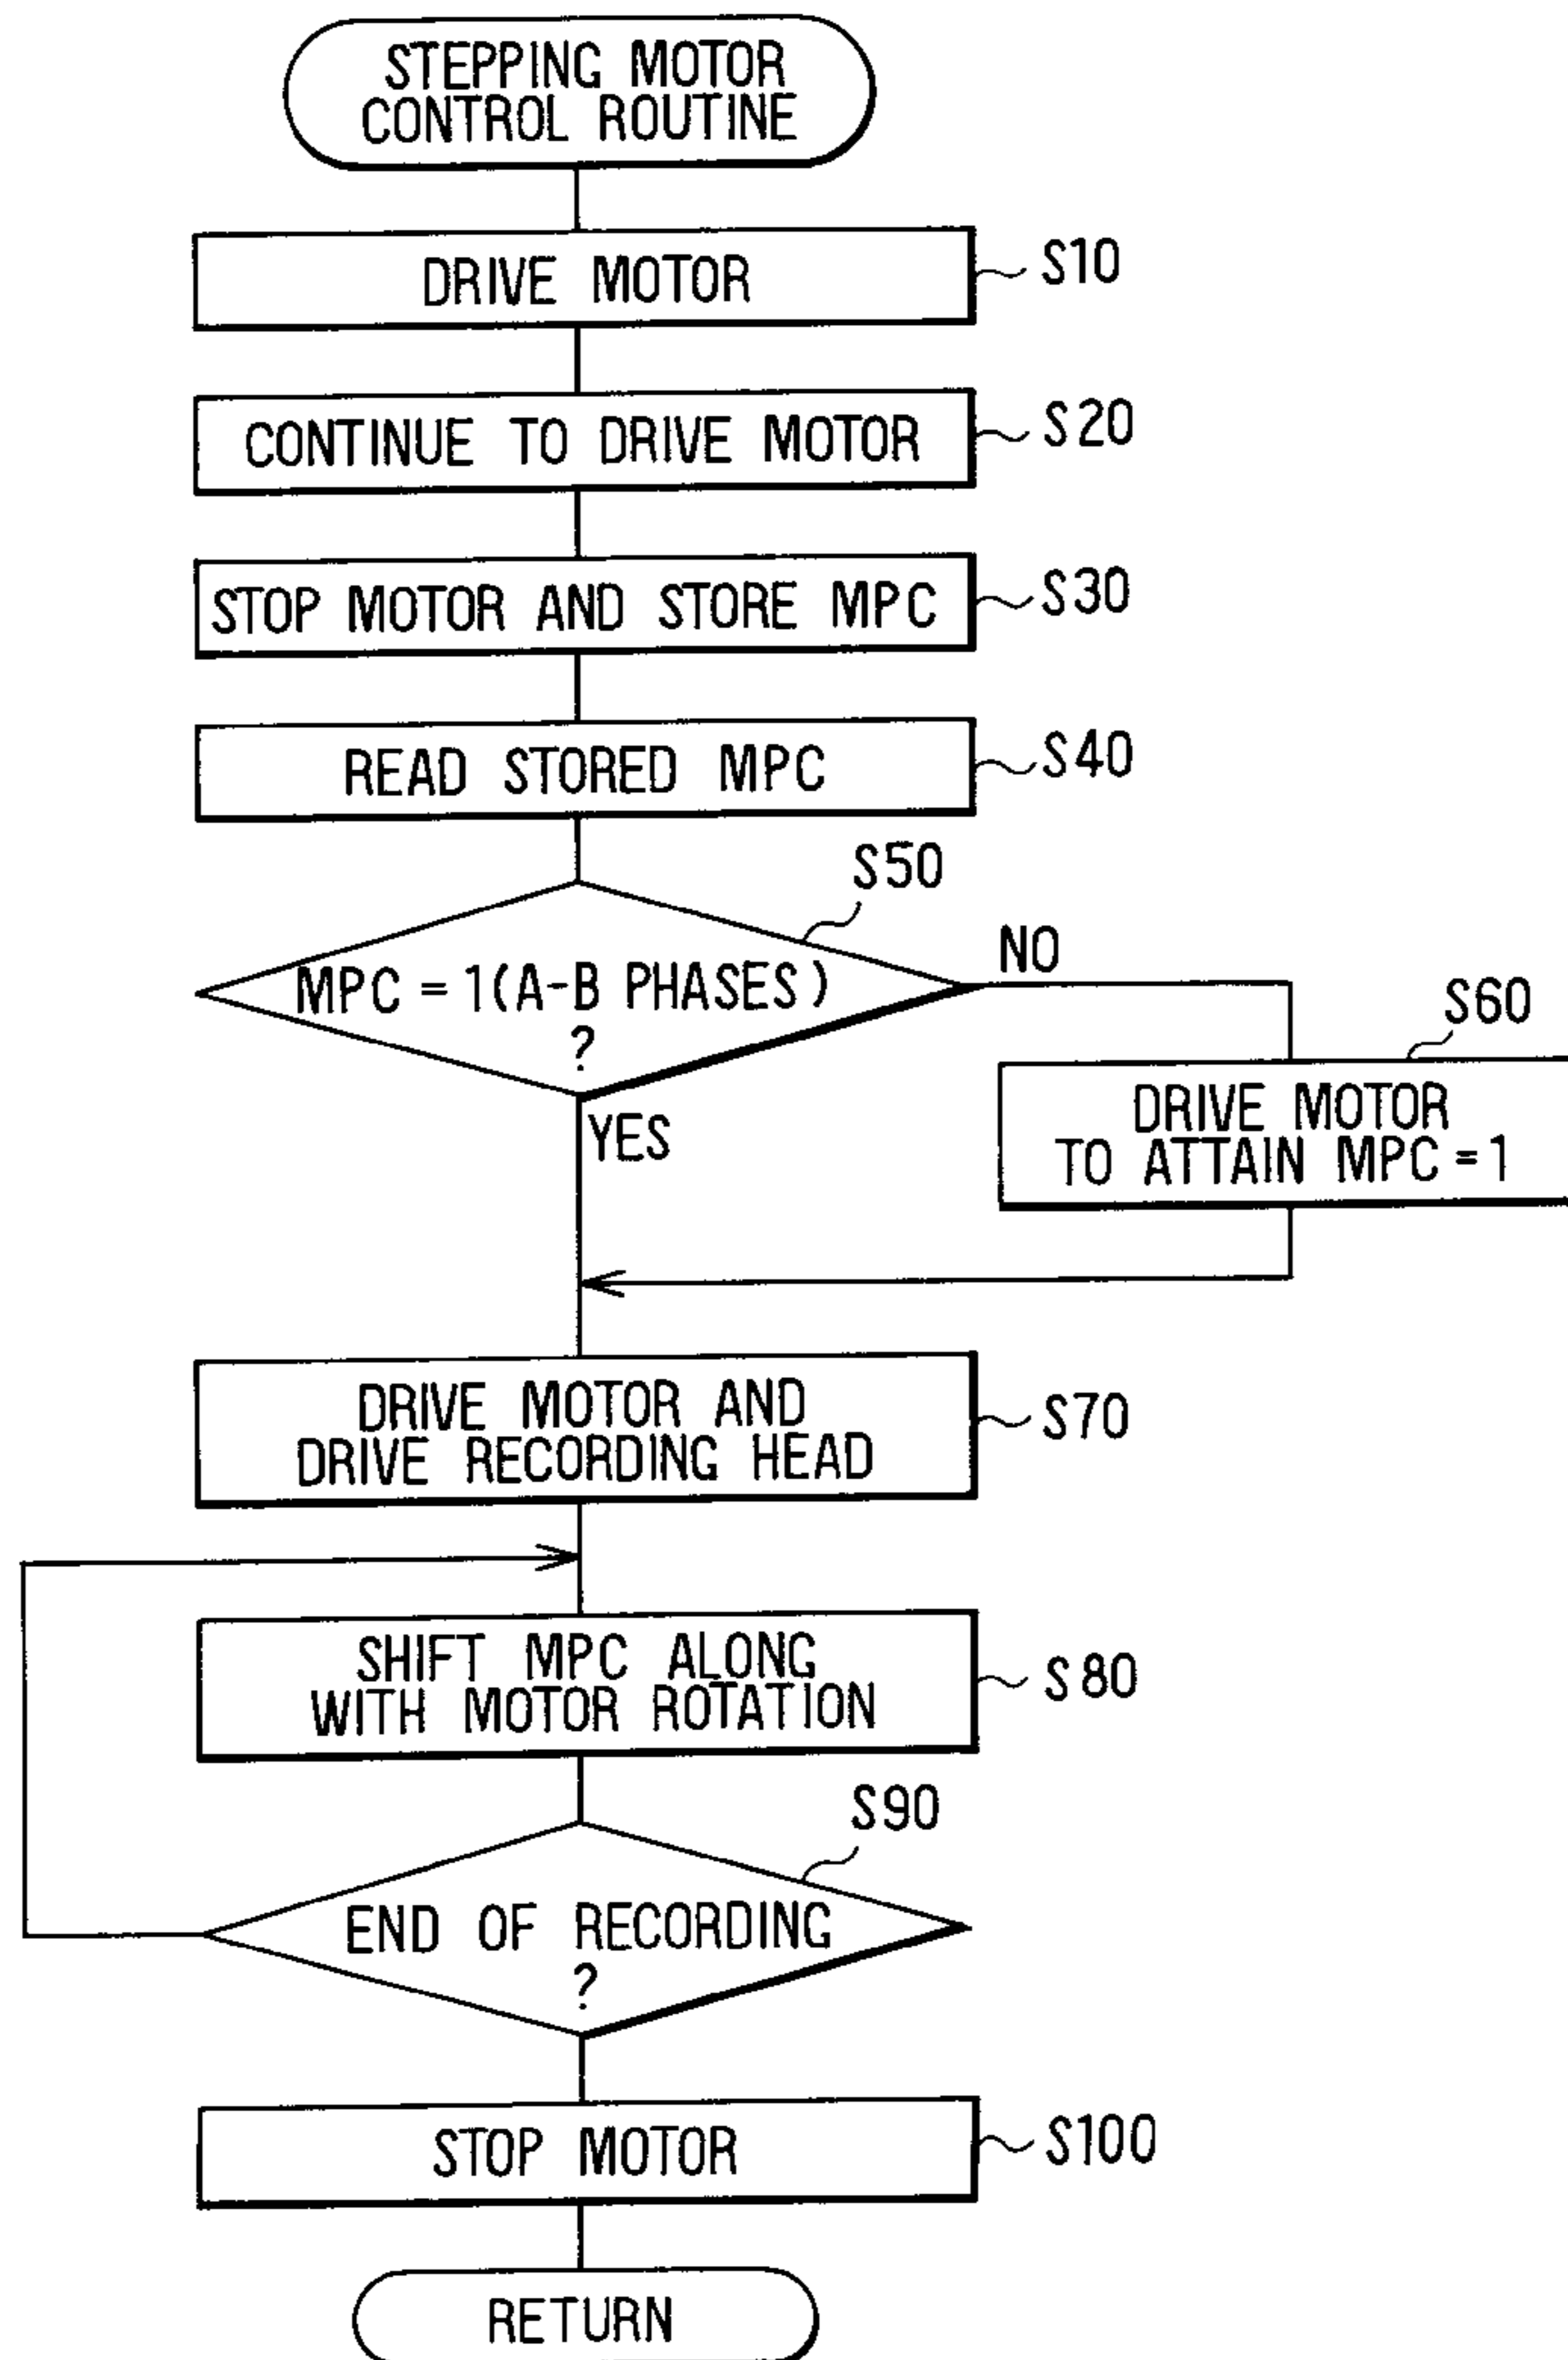 STEPPING MOTOR
CONTROL ROUTINE
DRIVE MOTOR
S10
CONTINUE TO DRIVE MOTOR
S20
STOP MOTOR AND STORE MPC
S30
READ STORED MPC
S40
S50
MPC = 1(A-B PHASES)
?
NO
YES
S60
DRIVE MOTOR
TO ATTAIN MPC = 1
DRIVE MOTOR AND
DRIVE RECORDING HEAD
S70
SHIFT MPC ALONG
WITH MOTOR ROTATION
S80
S90
END OF RECORDING
?
STOP MOTOR
S100
RETURN